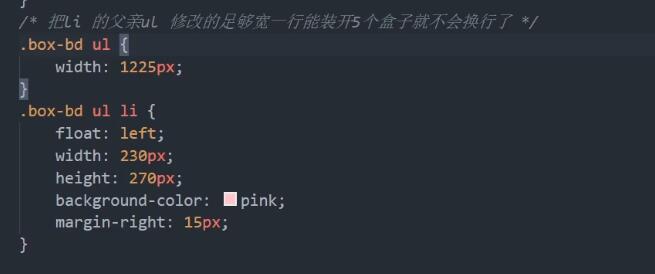 }
/* 把li 的父亲ul 修改的足够宽一行能装开5个盒子就不会换行了 */
.box-bd ul {
    width: 1225px;
}
.box-bd ul li {
    float: left;
    width: 230px;
    height: 270px;
    background-color: pink;
    margin-right: 15px;
}